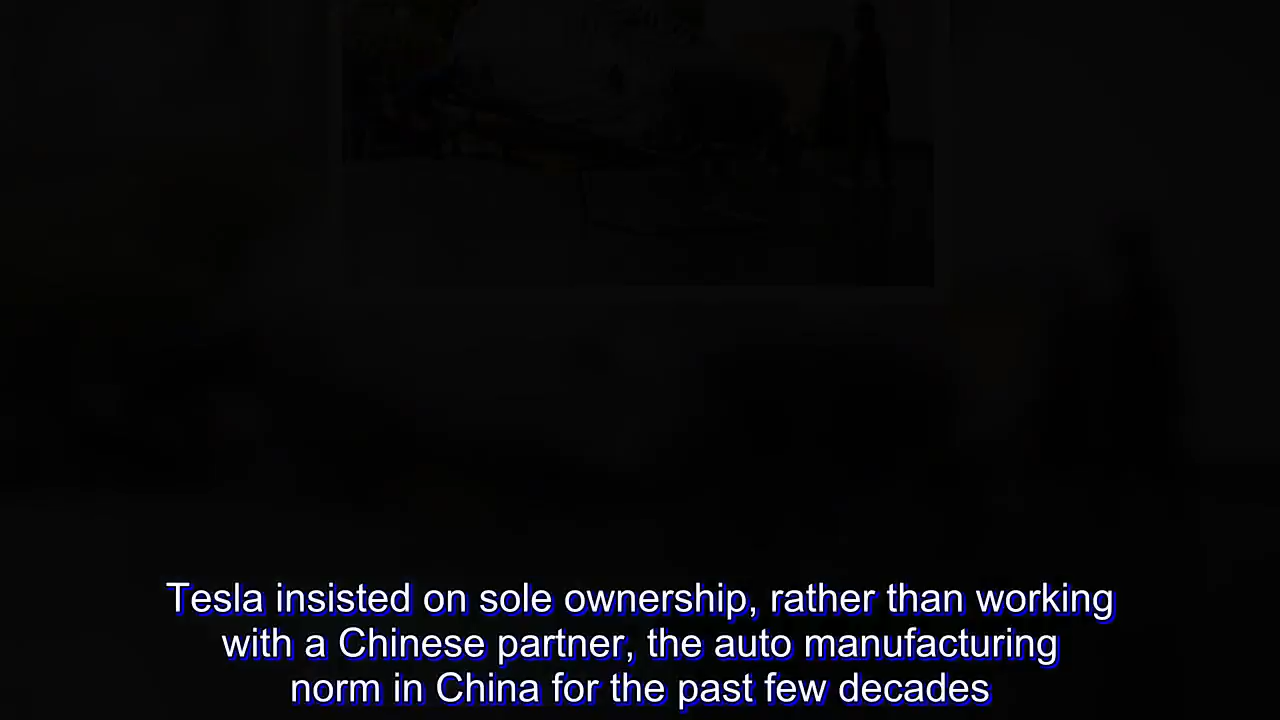 Tesla insisted on sole ownership, rather than working
with a Chinese partner, the auto manufacturing
norm in China for the past few decades